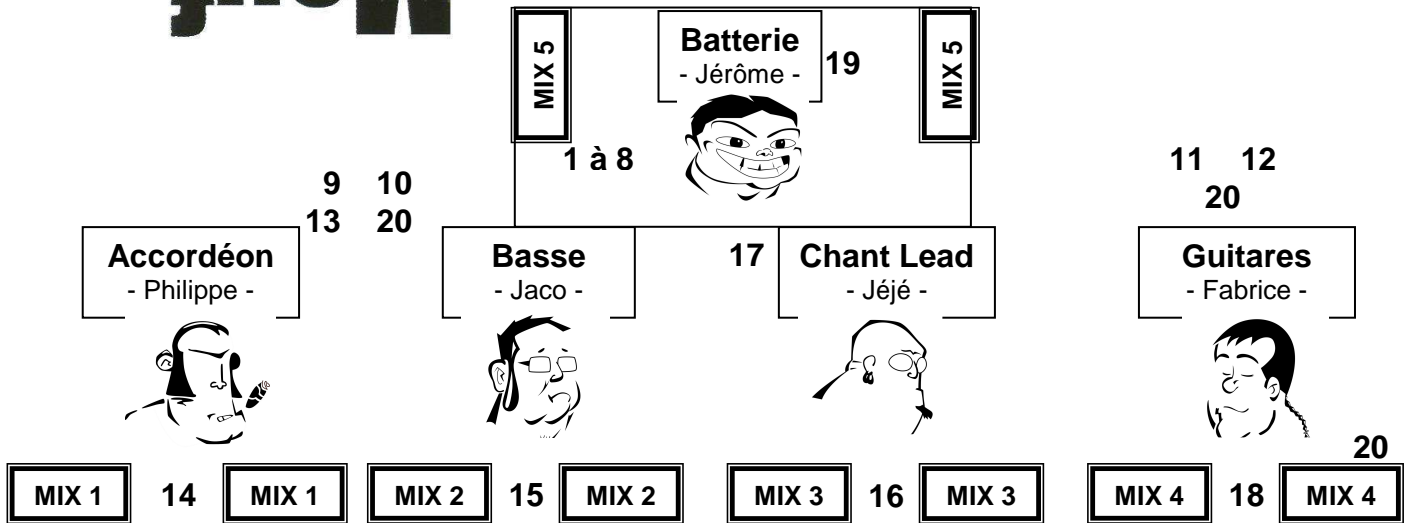 MIX 5
Batterie
- Jérôme -
19
MIX 5
1 à 8
9 10
13 20
11 12
20
Accordéon
- Philippe -
Basse
- Jaco -
17
Chant Lead
- Jéjé -
Guitares
- Fabrice -
20
MIX 1 14 MIX 1 MIX 2 15 MIX 2 MIX 3 16 MIX 3 MIX 4 18 MIX 4